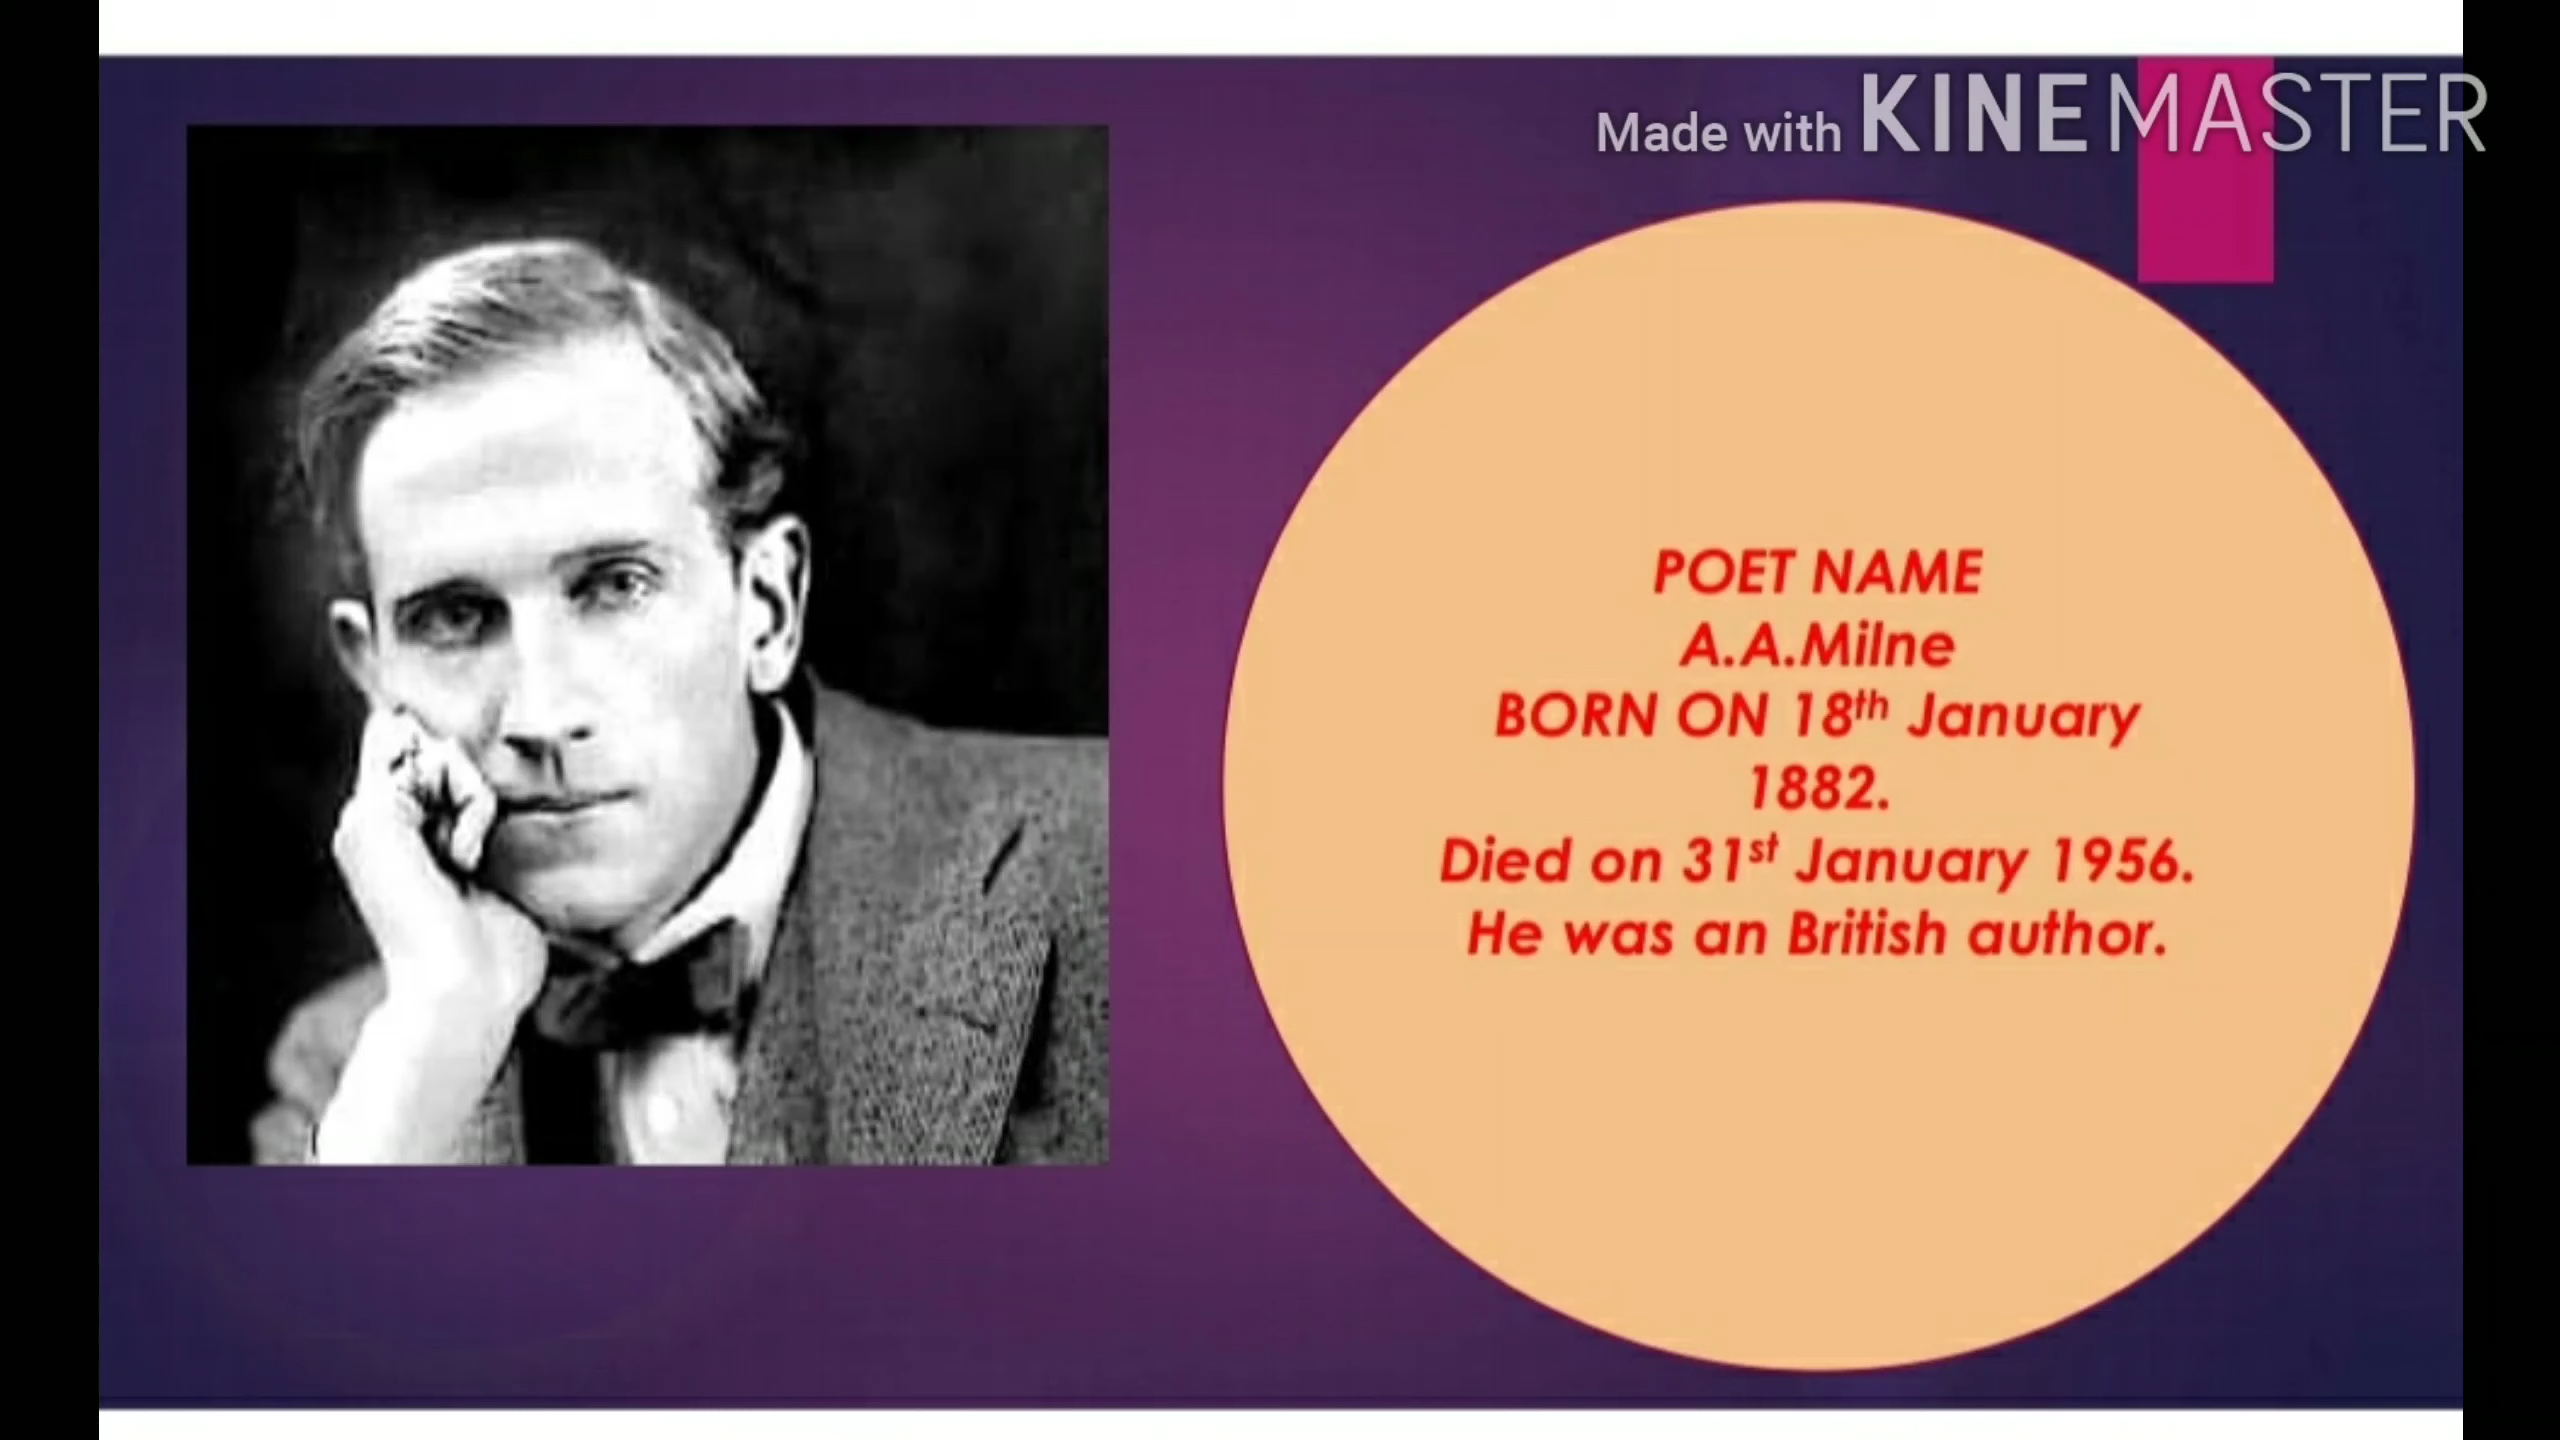 Made with KINEMASTER
POET NAME
A.A.Milne
BORN ON 18th January
1882.
Died on 31st January 1956.
He was an British author.